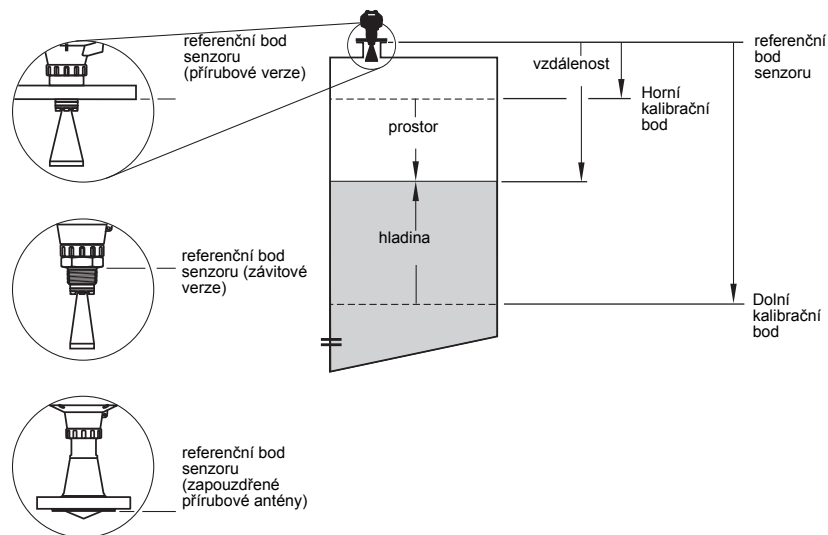 referenční bod
senzoru
(přírubové verze)
vzdálenost
referenční
bod
senzoru
Horní
kalibrační
bod
prostor
hladina
referenční bod
senzoru (závitové
verze)
Dolní
kalibrační
bod
referenční bod
senzoru
(zapouzdřené
přírubové antény)